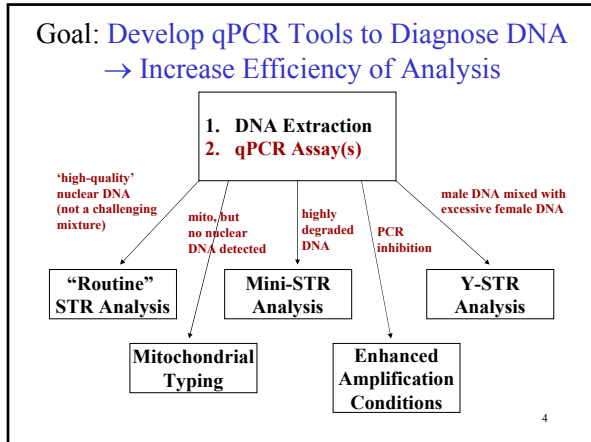 Goal: Develop qPCR Tools to Diagnose DNA
→ Increase Efficiency of Analysis
1. DNA Extraction
2. qPCR Assay(s)
‘high-quality’
nuclear DNA
(not a challenging
mixture)
mito, but
no nuclear
DNA detected
highly
degraded
DNA
PCR
inhibition
male DNA mixed with
excessive female DNA
“Routine”
STR Analysis
Mini-STR
Analysis
Y-STR
Analysis
Mitochondrial
Typing
Enhanced
Amplification
Conditions
4